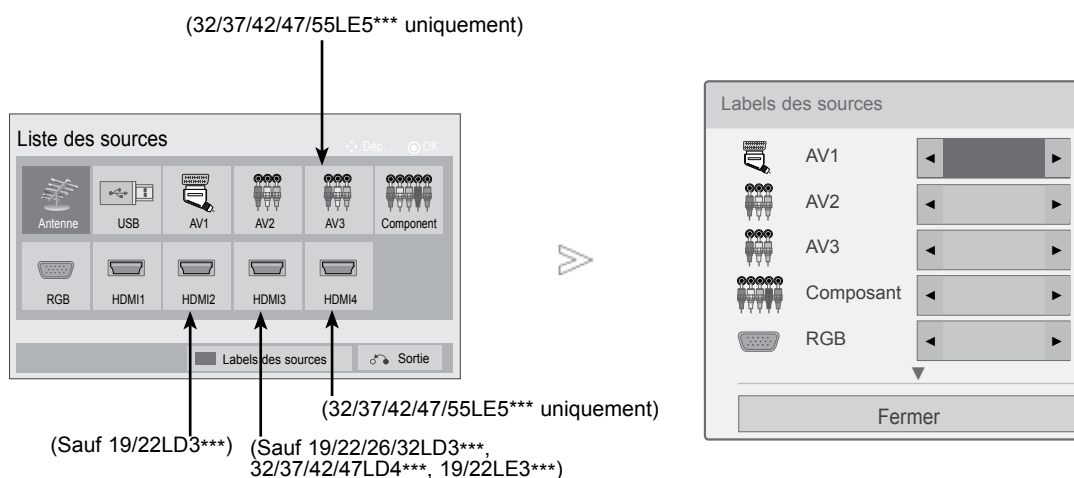 (32/37/42/47/55LE5*** uniquement)
Liste des sources
Dép. OK
Antenne USB AV1 AV2 AV3 Component
RGB HDMI1 HDMI2 HDMI3 HDMI4
Labels des sources Sortie
(32/37/42/47/55LE5*** uniquement)
(Sauf 19/22LD3***)
(Sauf 19/22/26/32LD3***,
32/37/42/47LD4***, 19/22LE3***)
Labels des sources
AV1
AV2
AV3
Composant
RGB
Fermer